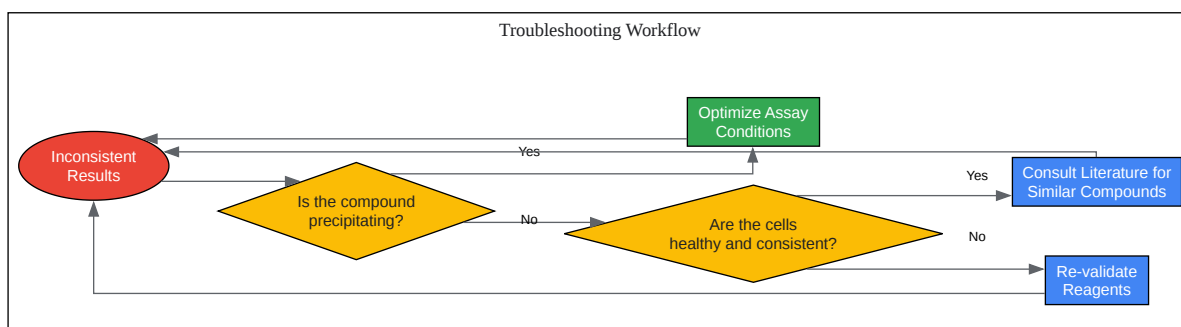 Troubleshooting Workflow
Optimize Assay
Conditions
Inconsistent
Results
Yes
Is the compound
precipitating?
No
Are the cells
healthy and consistent?
Yes
Consult Literature for
Similar Compounds
No
Re-validate
Reagents